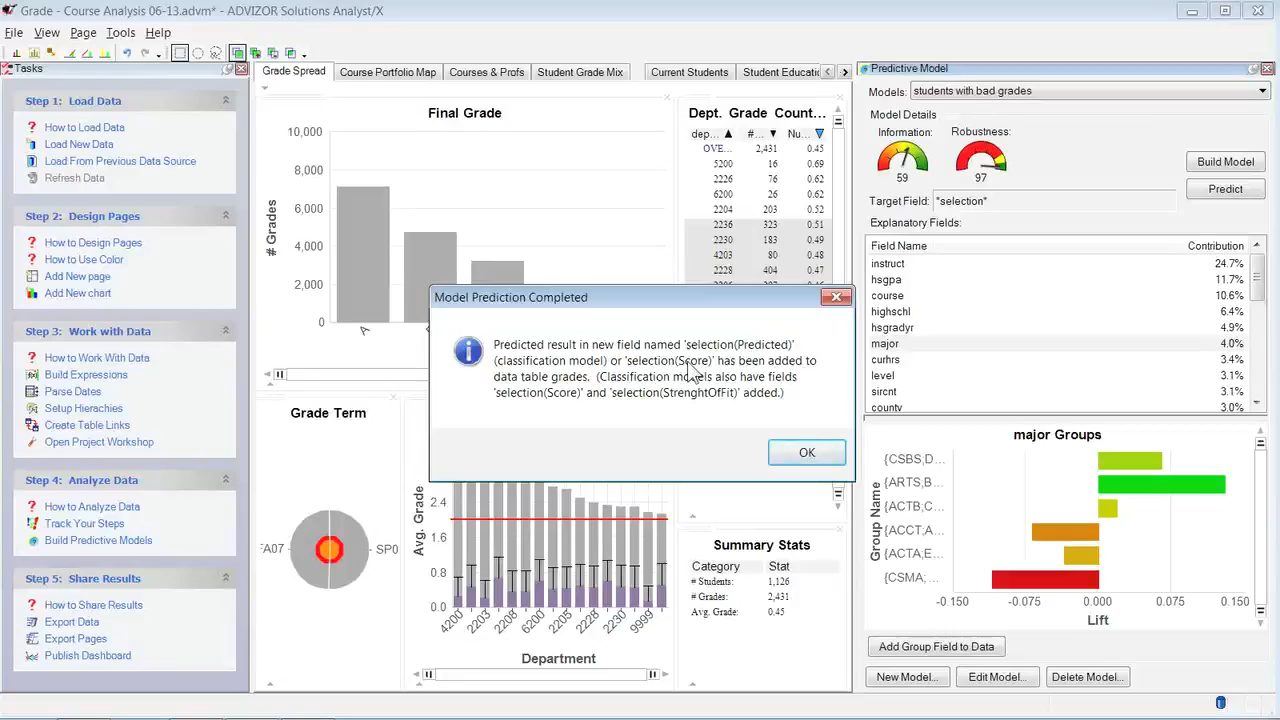 Grade - Course Analysis 06-13.advm* - ADVIZOR Solutions Analyst/X
File View Page Tools Help
Tasks
Step 1: Load Data
How to Load Data
Load New Data
Load From Previous Data Source
Refresh Data
Step 2: Design Pages
How to Design Pages
How to Use Color
Add New page
Add New chart
Step 3: Work with Data
How to Work With Data
Build Expressions
Parse Dates
Setup Hierachies
Create Table Links
Open Project Workshop
Step 4: Analyze Data
How to Analyze Data
Track Your Steps
Build Predictive Models
Step 5: Share Results
How to Share Results
Export Data
Export Pages
Publish Dashboard
Grade Spread Course Portfolio Map Courses & Profs Student Grade Mix Current Students Student Educatic
Final Grade
# Grades
10,000
8,000
6,000
4,000
2,000
0
A
Dept. Grade Count...
dep... #... Nu...
OVE... 2,431 0.45
5200 16 0.69
2226 76 0.62
6200 26 0.62
2204 203 0.52
2236 323 0.51
2230 183 0.49
4203 80 0.48
2228 404 0.47
Model Prediction Completed
Predicted result in new field named 'selection(Predicted)'
(classification model) or 'selection(Score)' has been added to
data table grades. (Classification models also have fields
'selection(Score)' and 'selection(StrenghtOfFit)' added.)
OK
Grade Term
FA07 SP0
Avg. Grade
2.4
1.6
0.8
0.0
4200 2203 2208 6200 2228 2230 9999
Department
Summary Stats
Category Stat
# Students: 1,126
# Grades: 2,431
Avg. Grade: 0.45
Predictive Model
Models: students with bad grades
Model Details
Information: Robustness:
59 97
Build Model
Predict
Target Field: *selection*
Explanatory Fields:
Field Name Contribution
instruct 24.7%
hsgpa 11.7%
course 10.6%
highschl 6.4%
hsgradyr 4.9%
major 4.0%
curhrs 3.4%
level 3.1%
sircnt 3.1%
county 3.0%
major Groups
Group Name
{CSBS,D...
{ARTS,B...
{ACTB;C...
{ACCT,A...
{ACTA;E...
{CSMA; ...
-0.150 -0.075 0.000 0.075 0.150
Lift
Add Group Field to Data
New Model... Edit Model... Delete Model...